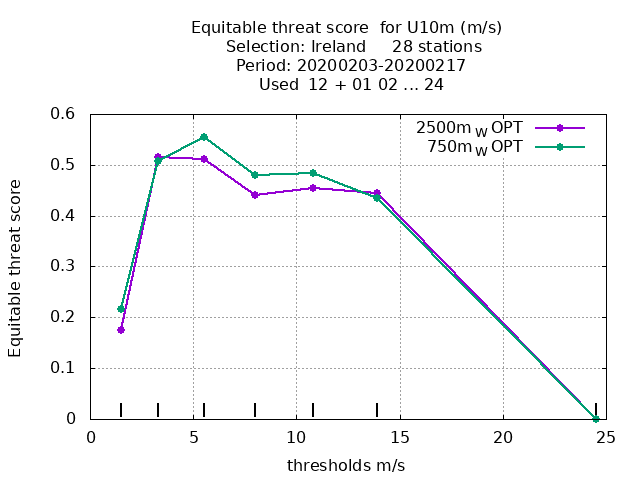 Equitable threat score for U10m (m/s)
Selection: Ireland 28 stations
Period: 20200203-20200217
Used 12 + 01 02 ... 24
2500m W OPT
750m W OPT
Equitable threat score
0.6
0.5
0.4
0.3
0.2
0.1
0
0 5 10 15 20 25
thresholds m/s